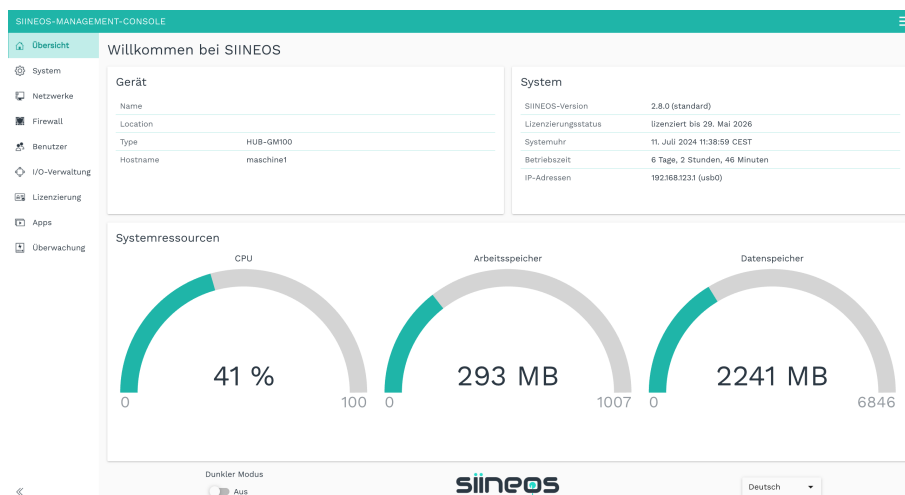 SIINEOS-MANAGEMENT-CONSOLE
Übersicht
System
Netzwerke
Firewall
Benutzer
I/O-Verwaltung
Lizenzierung
Apps
Überwachung
Willkommen bei SIINEOS
Gerät
Name
Location
Type HUB-GM100
Hostname maschine1
System
SIINEOS-Version 2.8.0 (standard)
Lizenzierungsstatus lizenziert bis 29. Mai 2026
Systemuhr 11. Juli 2024 11:38:59 CEST
Betriebszeit 6 Tage, 2 Stunden, 46 Minuten
IP-Adressen 192.168.123.1 (usb0)
Systemressourcen
CPU
41 %
0 100
Arbeitsspeicher
293 MB
0 1007
Datenspeicher
2241 MB
0 6846
Dunkler Modus
Aus
siineos
Deutsch